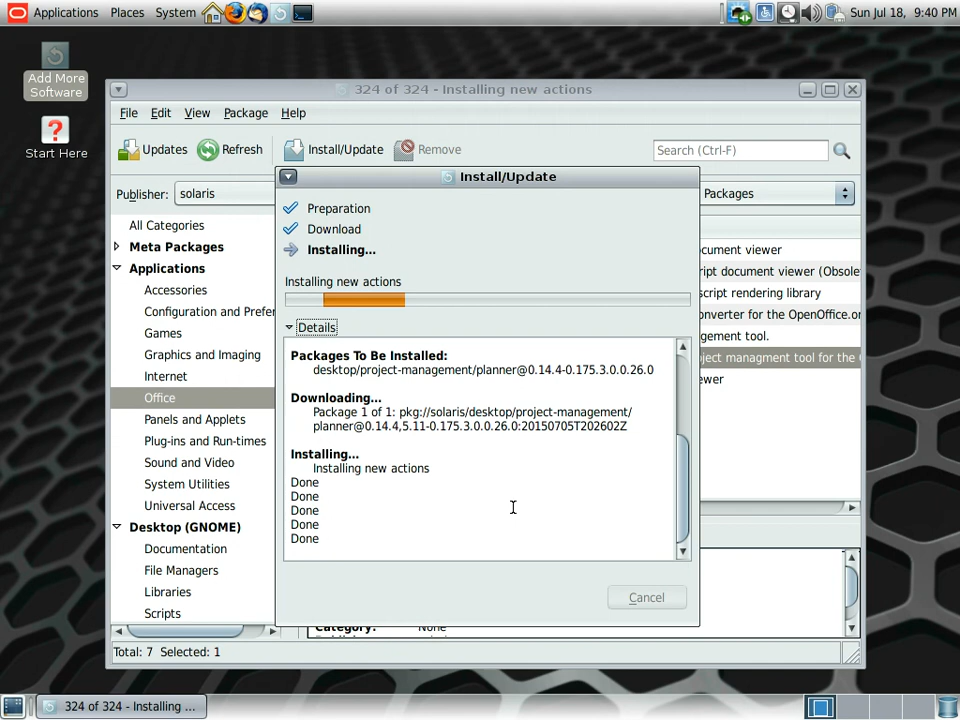 Applications Places System
Sun Jul 18, 9:40 PM
Add More
Software
Start Here
324 of 324 - Installing new actions
File Edit View Package Help
Updates Refresh Install/Update Remove
Search (Ctrl-F)
Publisher: solaris
Packages
Install/Update
Preparation
Download
Installing...
Installing new actions
Details
Packages To Be Installed:
desktop/project-management/planner@0.14.4-0.175.3.0.0.26.0
Downloading...
Package 1 of 1: pkg://solaris/desktop/project-management/
planner@0.14.4,5.11-0.175.3.0.0.26.0:20150705T202602Z
Installing...
Installing new actions
Done
Done
Done
Done
Done
Cancel
All Categories
Meta Packages
Applications
Accessories
Configuration and Prefer
Games
Graphics and Imaging
Internet
Office
Panels and Applets
Plug-ins and Run-times
Sound and Video
System Utilities
Universal Access
Desktop (GNOME)
Documentation
File Managers
Libraries
Scripts
ocument viewer
ript document viewer (Obsole
script rendering library
onverter for the OpenOffice.or
gement tool.
ject managment tool for the
ewer
Category: None
Total: 7 Selected: 1
324 of 324 - Installing ...